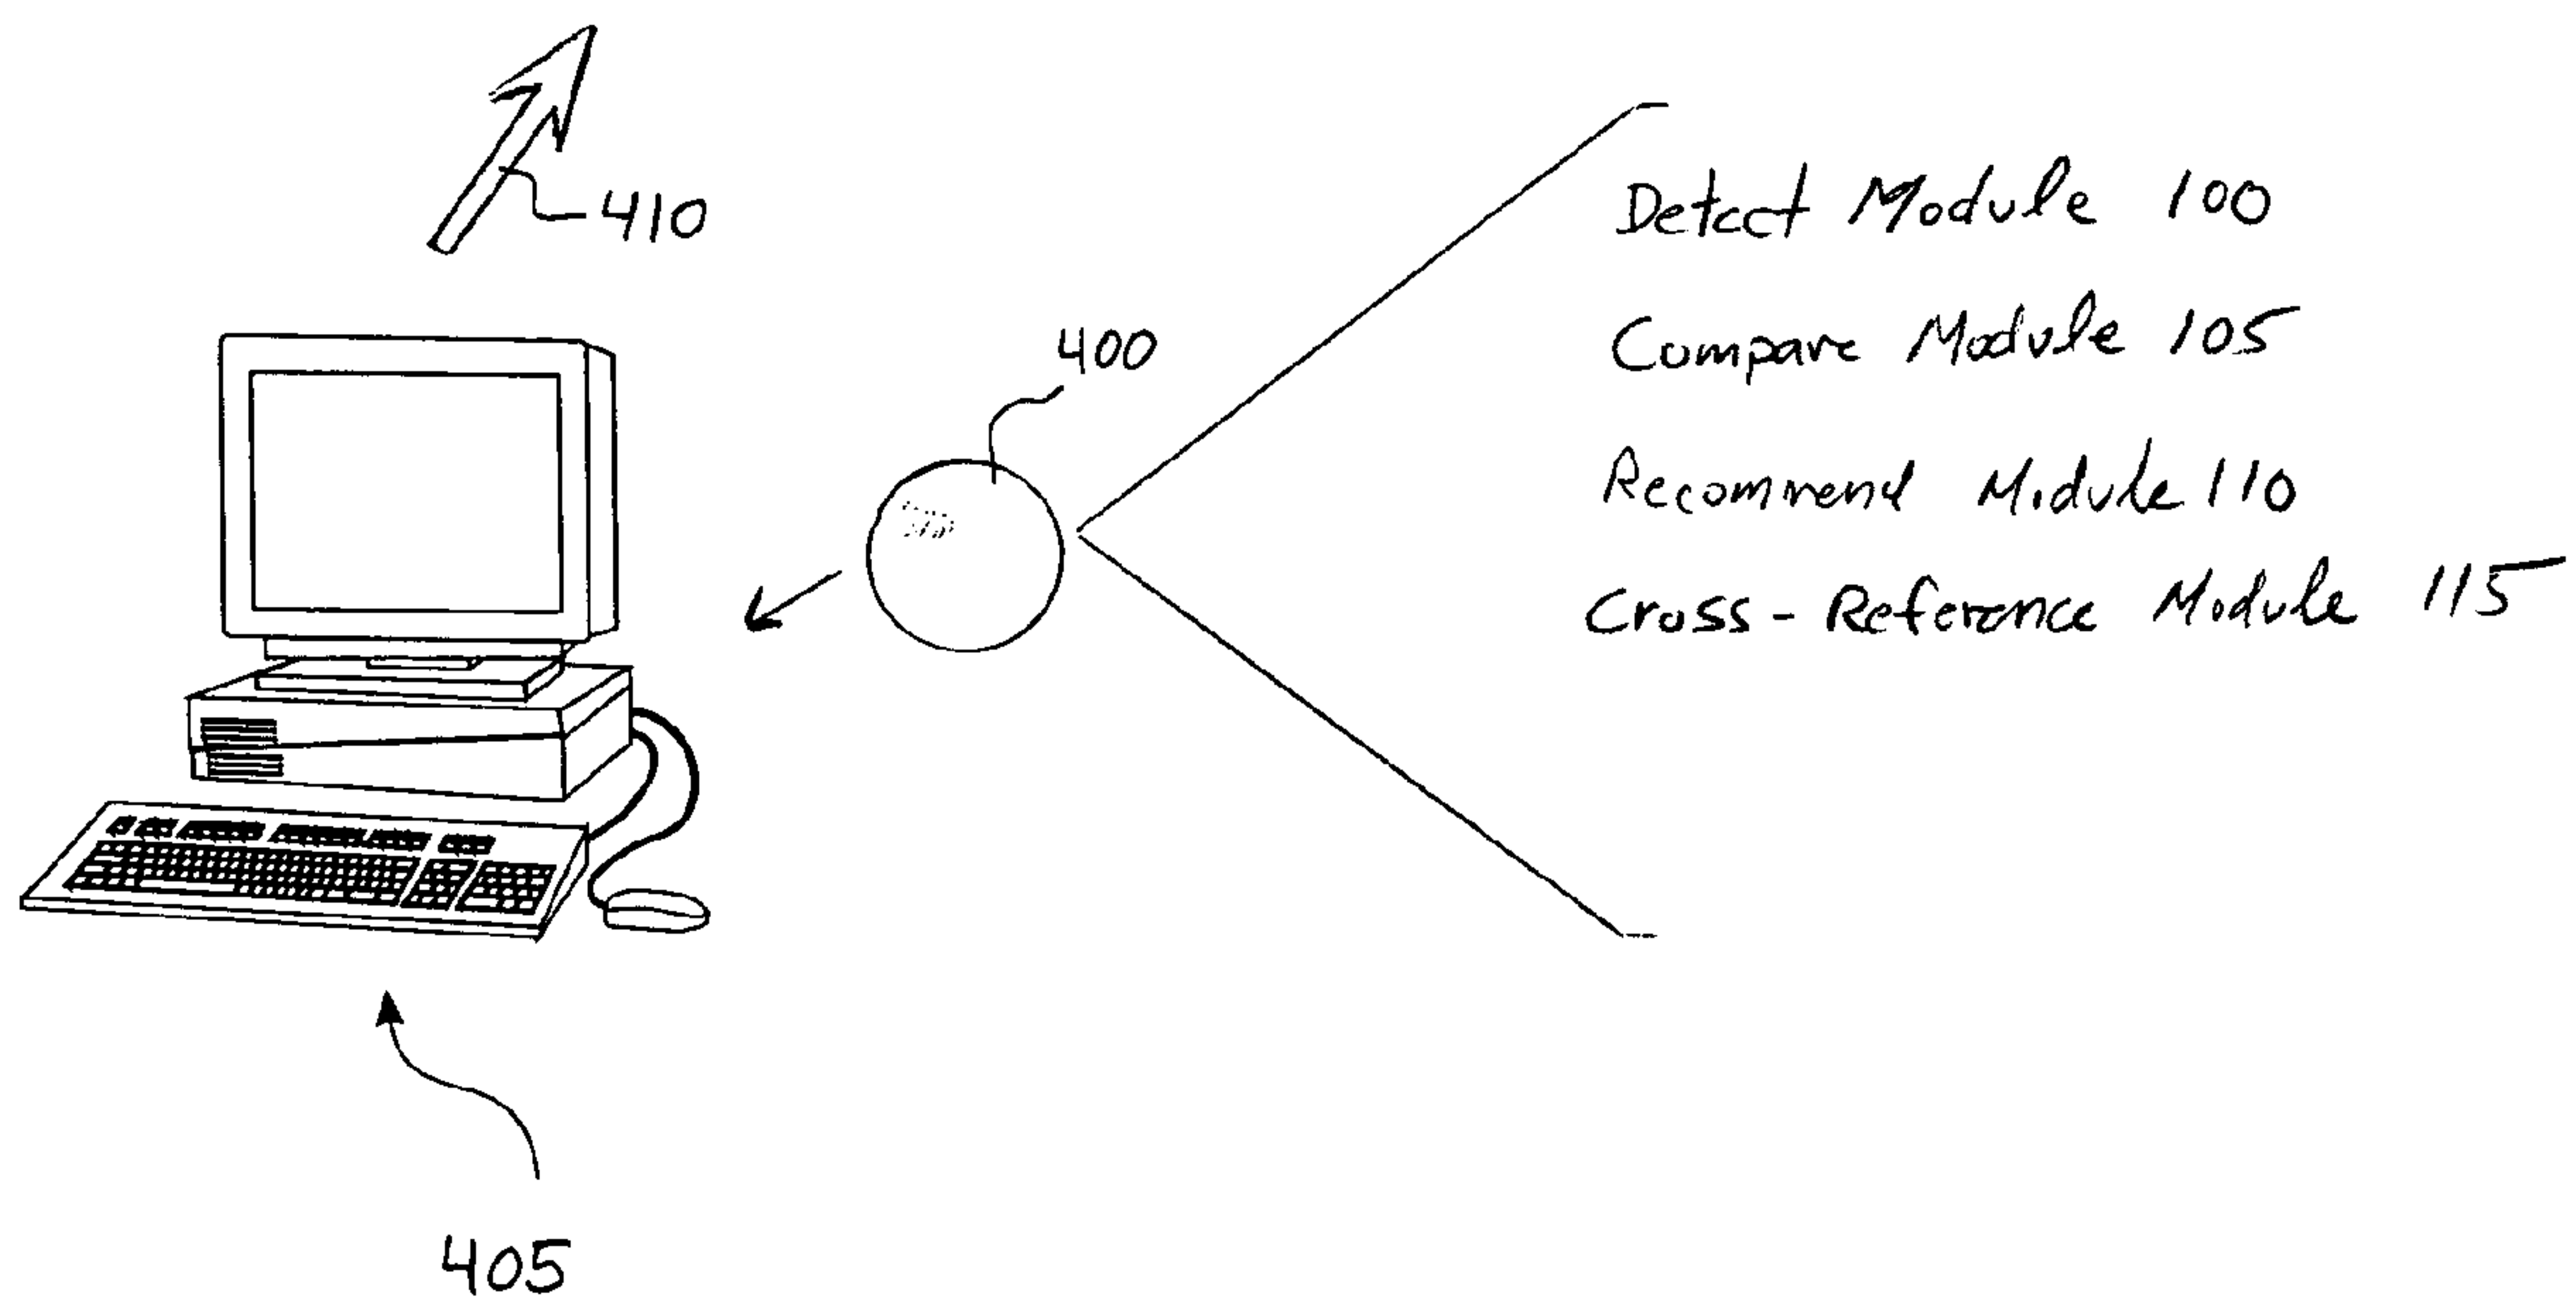 410
400
Detect Module 100
Compare Module 105
Recommend Module 110
Cross-Reference Module 115
405